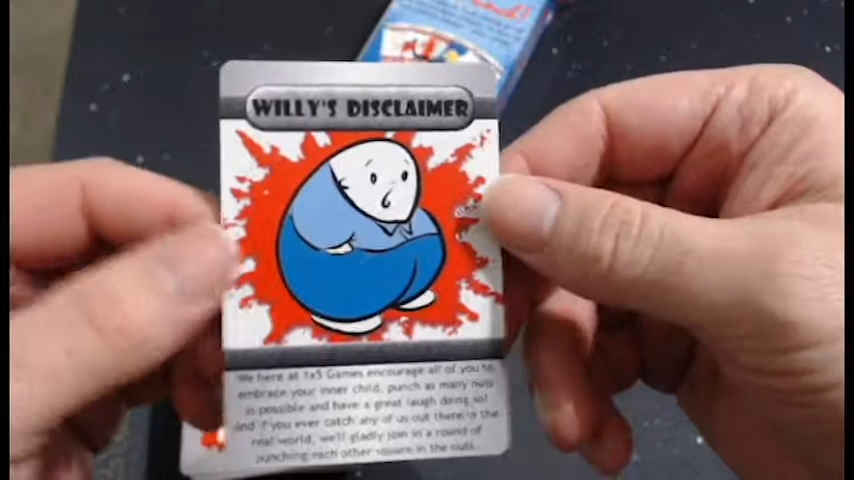 WILLY'S DISCLAIMER
We here at 1x5 Games encourage all of you to
embrace your inner child, punch as many nuts
as possible and have a great laugh doing so!
And if you ever catch any of us out there in the
real world, we'll gladly join in a round of
punching each other square in the nuts.